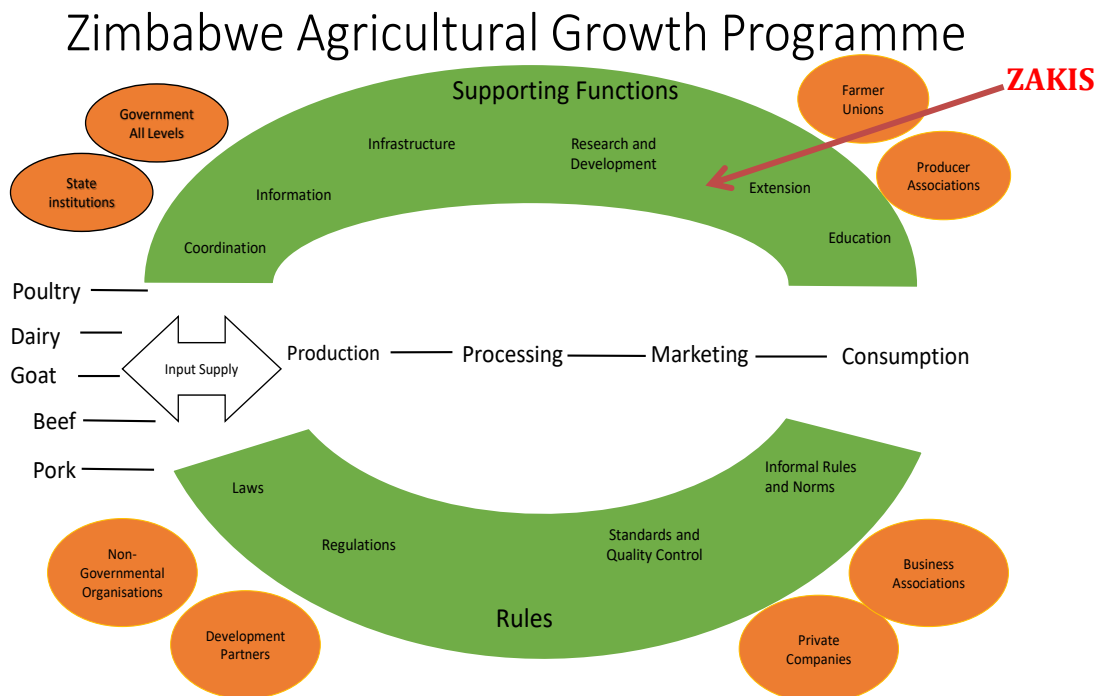 Zimbabwe Agricultural Growth Programme
ZAKIS
Supporting Functions
Farmer
Unions
Government
All Levels
Infrastructure
Research and
Development
Producer
Associations
State
institutions
Information
Extension
Coordination
Education
Poultry
Dairy
Goat
Beef
Pork
Input Supply
Production
Processing
Marketing
Consumption
Laws
Regulations
Standards and
Quality Control
Informal Rules
and Norms
Rules
Non-
Governmental
Organisations
Development
Partners
Business
Associations
Private
Companies